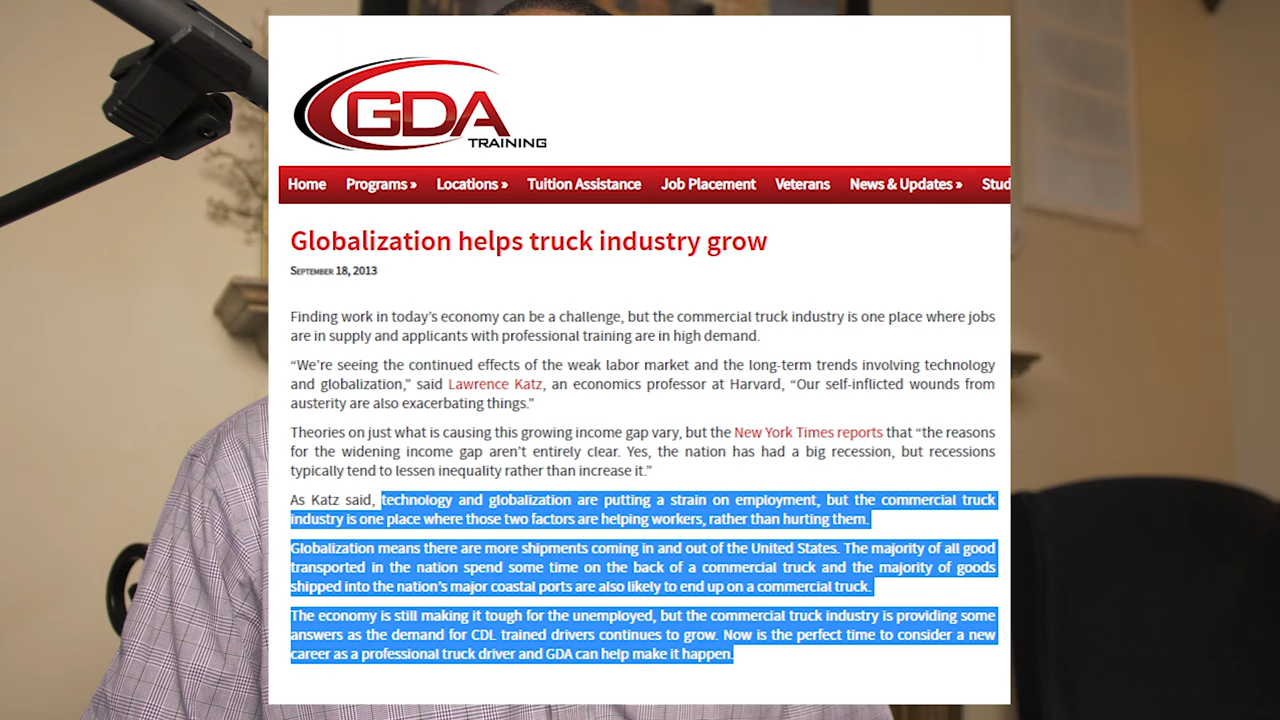 GDA
TRAINING
Home Programs » Locations » Tuition Assistance Job Placement Veterans News & Updates » Stud
Globalization helps truck industry grow
September 18, 2013
Finding work in today's economy can be a challenge, but the commercial truck industry is one place where jobs
are in supply and applicants with professional training are in high demand.
“We're seeing the continued effects of the weak labor market and the long-term trends involving technology
and globalization,” said Lawrence Katz, an economics professor at Harvard, “Our self-inflicted wounds from
austerity are also exacerbating things.”
Theories on just what is causing this growing income gap vary, but the New York Times reports that “the reasons
for the widening income gap aren't entirely clear. Yes, the nation has had a big recession, but recessions
typically tend to lessen inequality rather than increase it.”
As Katz said, technology and globalization are putting a strain on employment, but the commercial truck
industry is one place where those two factors are helping workers, rather than hurting them.
Globalization means there are more shipments coming in and out of the United States. The majority of all good
transported in the nation spend some time on the back of a commercial truck and the majority of goods
shipped into the nation's major coastal ports are also likely to end up on a commercial truck.
The economy is still making it tough for the unemployed, but the commercial truck industry is providing some
answers as the demand for CDL trained drivers continues to grow. Now is the perfect time to consider a new
career as a professional truck driver and GDA can help make it happen.